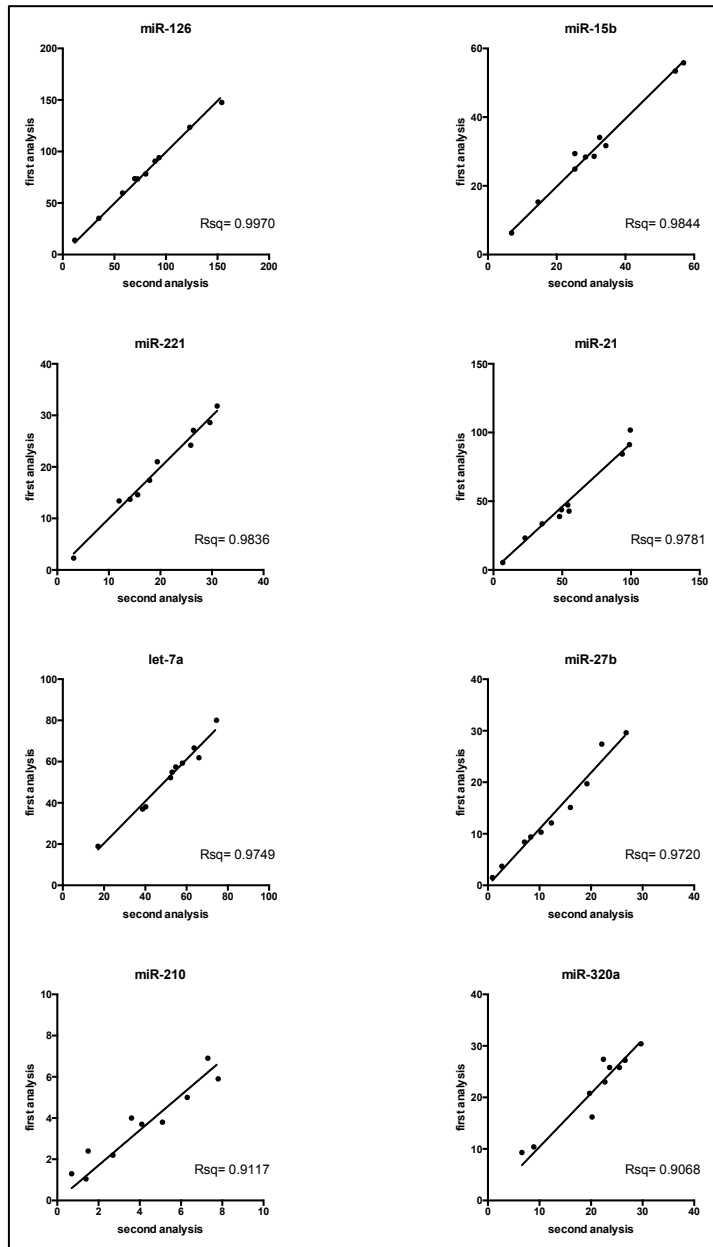 miR-126
200
150
100
50
0
first analysis
Rsq= 0.9970
0 50 100 150 200
second analysis
miR-15b
60
40
20
0
first analysis
Rsq= 0.9844
0 20 40 60
second analysis
miR-221
40
30
20
10
0
first analysis
Rsq= 0.9836
0 10 20 30 40
second analysis
miR-21
150
100
50
0
first analysis
Rsq= 0.9781
0 50 100 150
second analysis
let-7a
100
80
60
40
20
0
first analysis
Rsq= 0.9749
0 20 40 60 80 100
second analysis
miR-27b
40
30
20
10
0
first analysis
Rsq= 0.9720
0 10 20 30 40
second analysis
miR-210
10
8
6
4
2
0
first analysis
Rsq= 0.9117
0 2 4 6 8 10
second analysis
miR-320a
40
30
20
10
0
first analysis
Rsq= 0.9068
0 10 20 30 40
second analysis